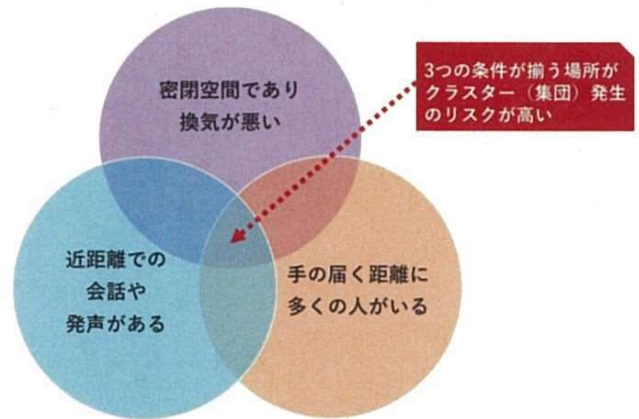 密閉空間であり
換気が悪い
3つの条件が揃う場所が
クラスター（集団）発生
のリスクが高い
近距離での
会話や
発声がある
手の届く距離に
多くの人がいる